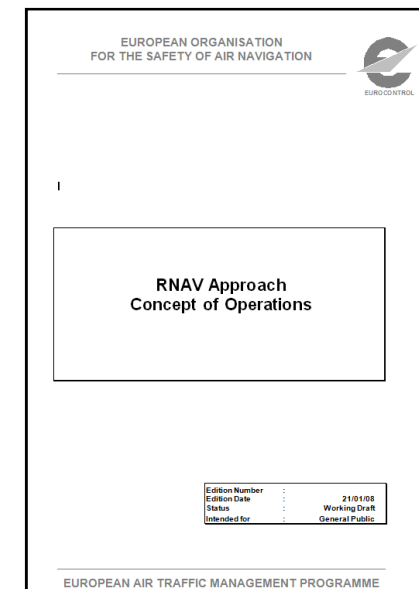 EUROPEAN ORGANISATION
FOR THE SAFETY OF AIR NAVIGATION
EUROCONTROL
RNAV Approach
Concept of Operations
Edition Number :
Edition Date : 21/01/08
Status : Working Draft
Intended for : General Public
EUROPEAN AIR TRAFFIC MANAGEMENT PROGRAMME